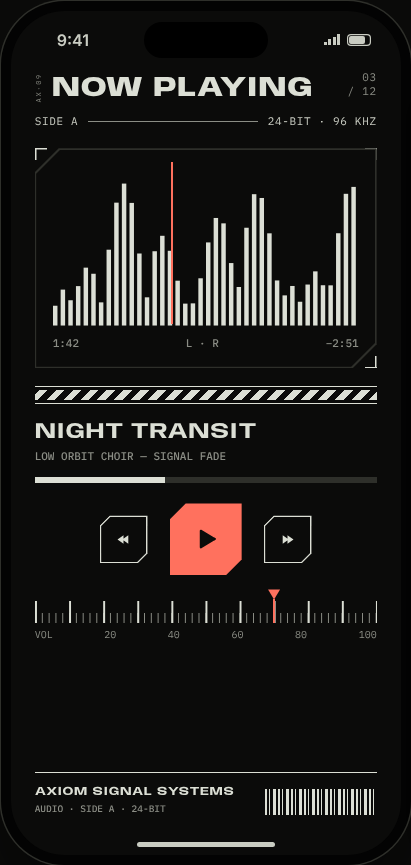 9:41
AX-09
NOW PLAYING
03
/ 12
SIDE A
24-BIT · 96 KHZ
1:42
L · R
−2:51
NIGHT TRANSIT
LOW ORBIT CHOIR — SIGNAL FADE
VOL 20 40 60 80 100
AXIOM SIGNAL SYSTEMS
AUDIO · SIDE A · 24-BIT